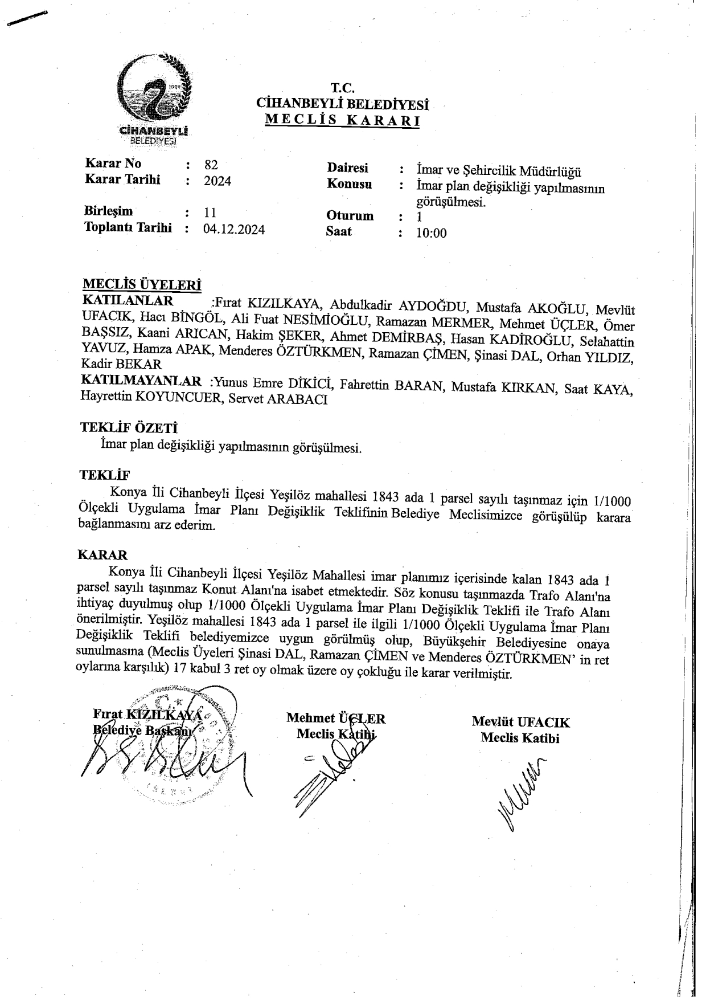 1914
CİHANBEYLİ
BELEDİYESİ
T.C.
CİHANBEYLİ BELEDİYESİ
MECLİS KARARI
Karar No : 82
Karar Tarihi : 2024
Dairesi : İmar ve Şehircilik Müdürlüğü
Konusu : İmar plan değişikliği yapılmasının
görüşülmesi.
Birleşim : 11
Toplantı Tarihi : 04.12.2024
Oturum : 1
Saat : 10:00
MECLİS ÜYELERİ
KATILANLAR :Fırat KIZILKAYA, Abdulkadir AYDOĞDU, Mustafa AKOĞLU, Mevlüt
UFACIK, Hacı BİNGÖL, Ali Fuat NESİMİOĞLU, Ramazan MERMER, Mehmet ÜÇLER, Ömer
BAŞSIZ, Kaani ARICAN, Hakim ŞEKER, Ahmet DEMİRBAŞ, Hasan KADİROĞLU, Selahattin
YAVUZ, Hamza APAK, Menderes ÖZTÜRKMEN, Ramazan ÇİMEN, Şinasi DAL, Orhan YILDIZ,
Kadir BEKAR
KATILMAYANLAR :Yunus Emre DİKİCİ, Fahrettin BARAN, Mustafa KIRKAN, Saat KAYA,
Hayrettin KOYUNCUER, Servet ARABACI
TEKLİF ÖZETİ
İmar plan değişikliği yapılmasının görüşülmesi.
TEKLİF
Konya İli Cihanbeyli İlçesi Yeşilöz mahallesi 1843 ada 1 parsel sayılı taşınmaz için 1/1000
Ölçekli Uygulama İmar Planı Değişiklik Teklifinin Belediye Meclisimizce görüşülüp karara
bağlanmasını arz ederim.
KARAR
Konya İli Cihanbeyli İlçesi Yeşilöz Mahallesi imar planımız içerisinde kalan 1843 ada 1
parsel sayılı taşınmaz Konut Alanı'na isabet etmektedir. Söz konusu taşınmazda Trafo Alanı'na
ihtiyaç duyulmuş olup 1/1000 Ölçekli Uygulama İmar Planı Değişiklik Teklifi ile Trafo Alanı
önerilmiştir. Yeşilöz mahallesi 1843 ada 1 parsel ile ilgili 1/1000 Ölçekli Uygulama İmar Planı
Değişiklik Teklifi belediyemizce uygun görülmüş olup, Büyükşehir Belediyesine onaya
sunulmasına (Meclis Üyeleri Şinasi DAL, Ramazan ÇİMEN ve Menderes ÖZTÜRKMEN’ in ret
oylarına karşılık) 17 kabul 3 ret oy olmak üzere oy çokluğu ile karar verilmiştir.
Fırat KIZILKAYA
Belediye Başkanı
Mehmet ÜÇLER
Meclis Katibi
Mevlüt UFACIK
Meclis Katibi